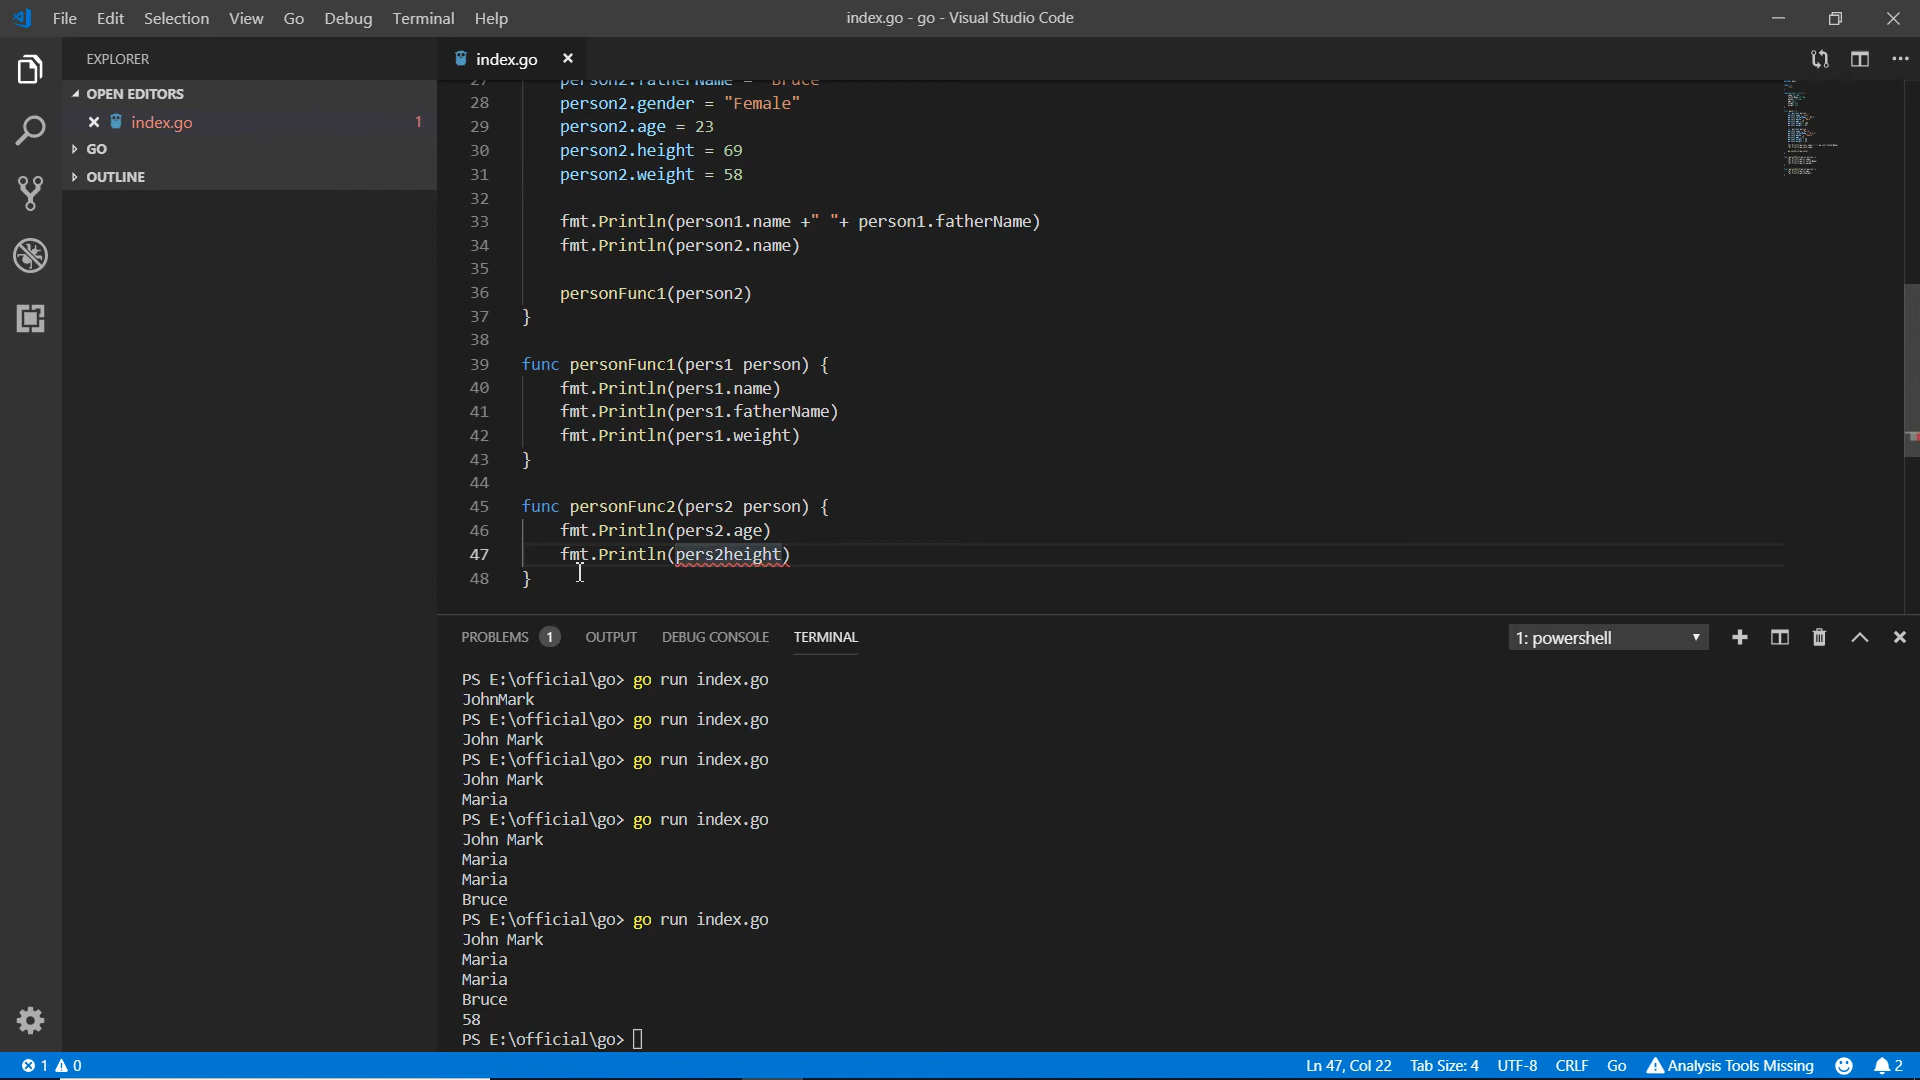 File Edit Selection View Go Debug Terminal Help
index.go - go - Visual Studio Code
EXPLORER
OPEN EDITORS
index.go 1
GO
OUTLINE
index.go
27 person2.fatherName = "Bruce"
28 person2.gender = "Female"
29 person2.age = 23
30 person2.height = 69
31 person2.weight = 58
32
33 fmt.Println(person1.name +" "+ person1.fatherName)
34 fmt.Println(person2.name)
35
36 personFunc1(person2)
37 }
38
39 func personFunc1(pers1 person) {
40 fmt.Println(pers1.name)
41 fmt.Println(pers1.fatherName)
42 fmt.Println(pers1.weight)
43 }
44
45 func personFunc2(pers2 person) {
46 fmt.Println(pers2.age)
47 fmt.Println(pers2height)
48 }
PROBLEMS 1 OUTPUT DEBUG CONSOLE TERMINAL
1: powershell
PS E:\official\go> go run index.go
JohnMark
PS E:\official\go> go run index.go
John Mark
PS E:\official\go> go run index.go
John Mark
Maria
PS E:\official\go> go run index.go
John Mark
Maria
Maria
Bruce
PS E:\official\go> go run index.go
John Mark
Maria
Maria
Bruce
58
PS E:\official\go>
1 0
Ln 47, Col 22 Tab Size: 4 UTF-8 CRLF Go Analysis Tools Missing 2